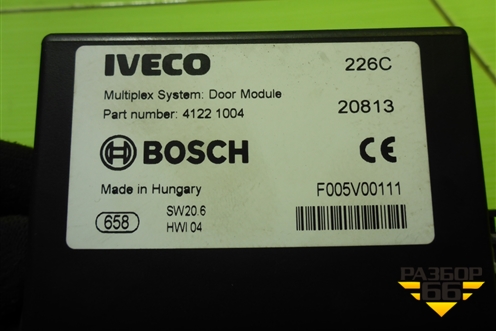 IVECO 226C
Multiplex System: Door Module
Part number: 4122 1004 20813
BOSCH CE
Made in Hungary F005V00111
658 SW20.6
HWI 04
РАЗБОР
66